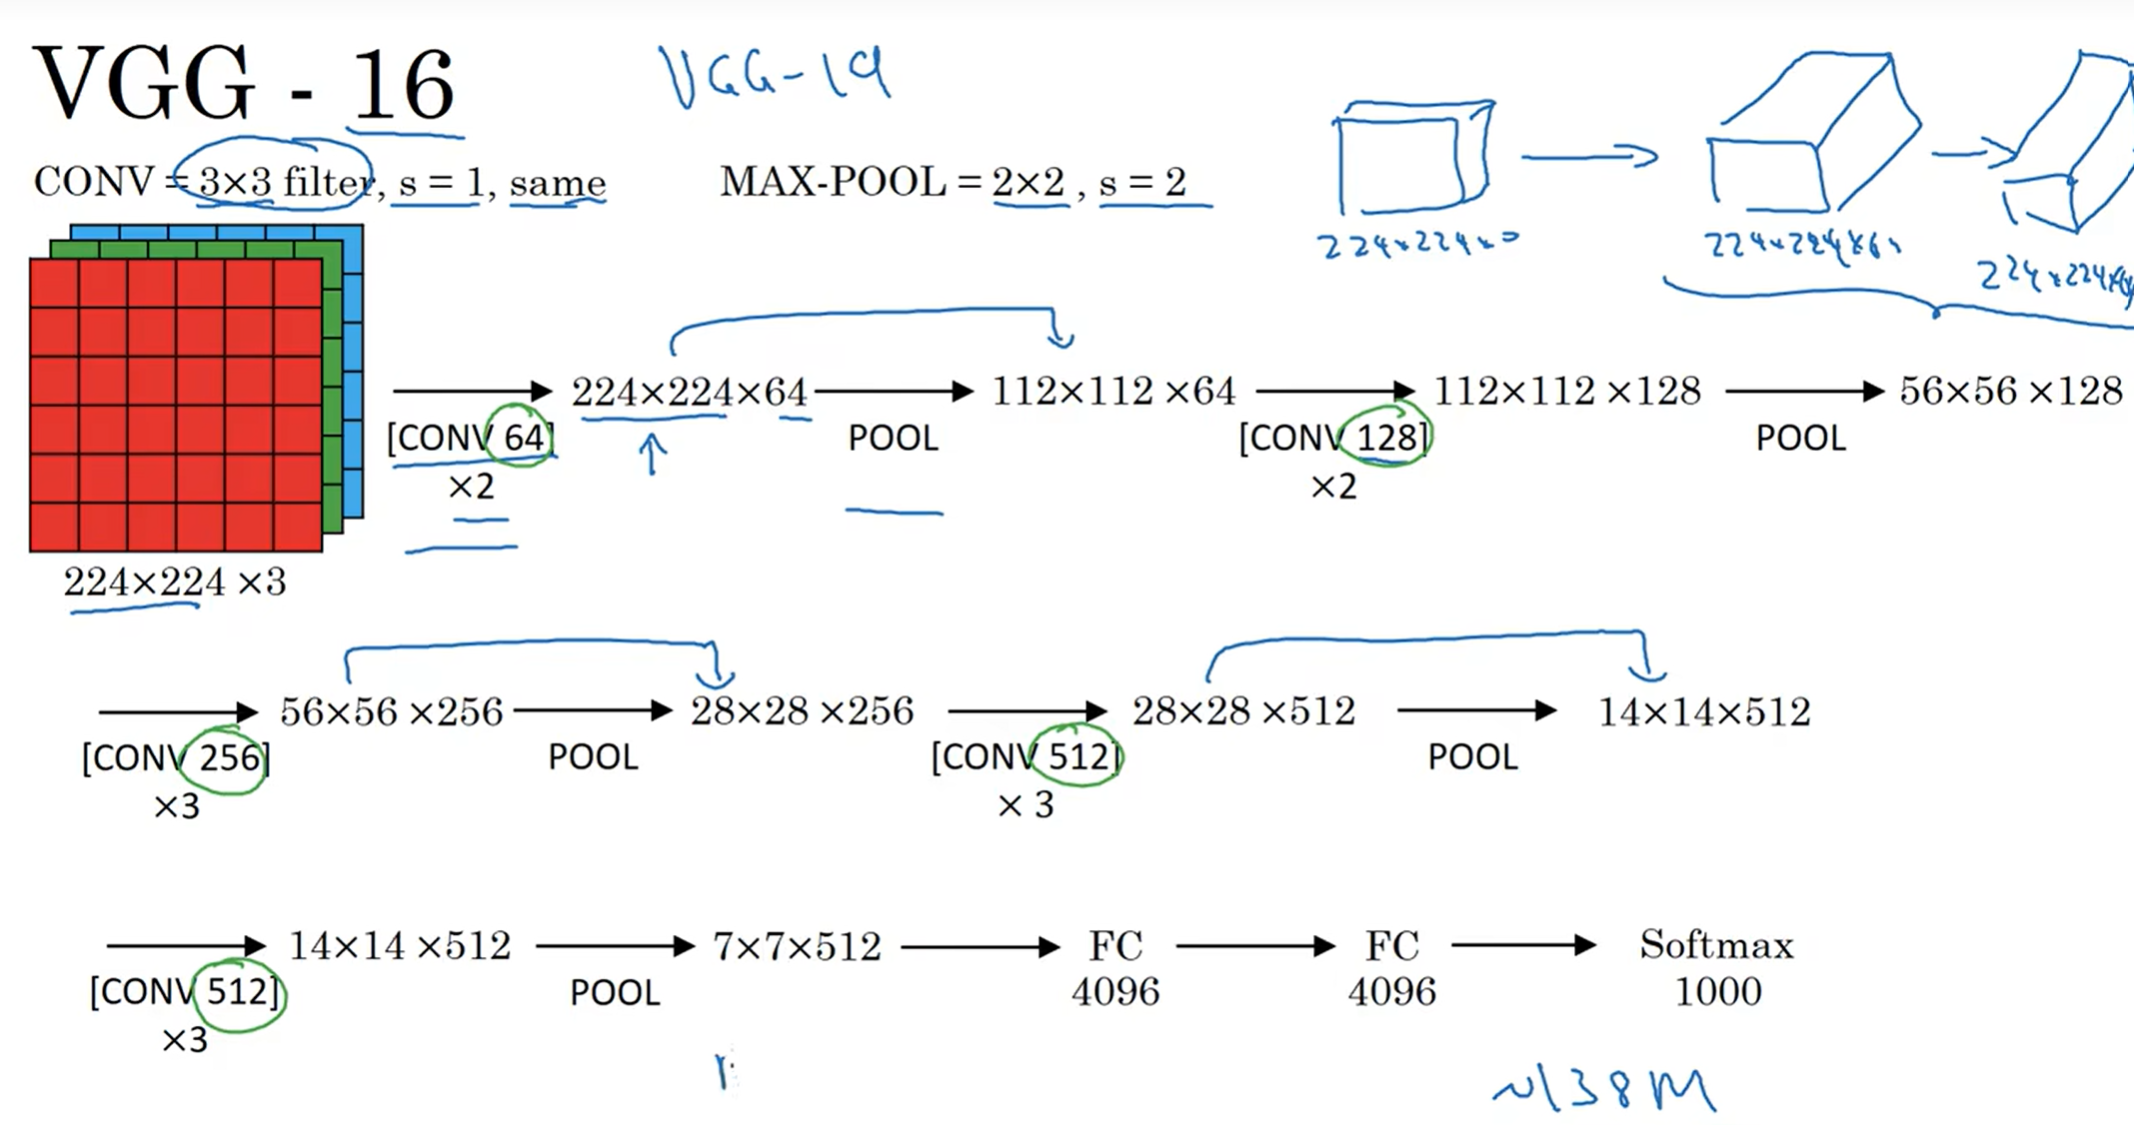 VGG - 16
VGG-19
CONV = 3×3 filter, s = 1, same
MAX-POOL = 2×2 , s = 2
224×224×3
224×224×64
224×224×64
224×224×64
112×112 ×64
112×112 ×128
56×56 ×128
[CONV 64]
×2
POOL
[CONV 128]
×2
POOL
224×224 ×3
56×56 ×256
28×28 ×256
28×28 ×512
14×14×512
[CONV 256]
×3
POOL
[CONV 512]
× 3
POOL
14×14 ×512
7×7×512
FC
4096
FC
4096
Softmax
1000
[CONV 512]
×3
POOL
~138M